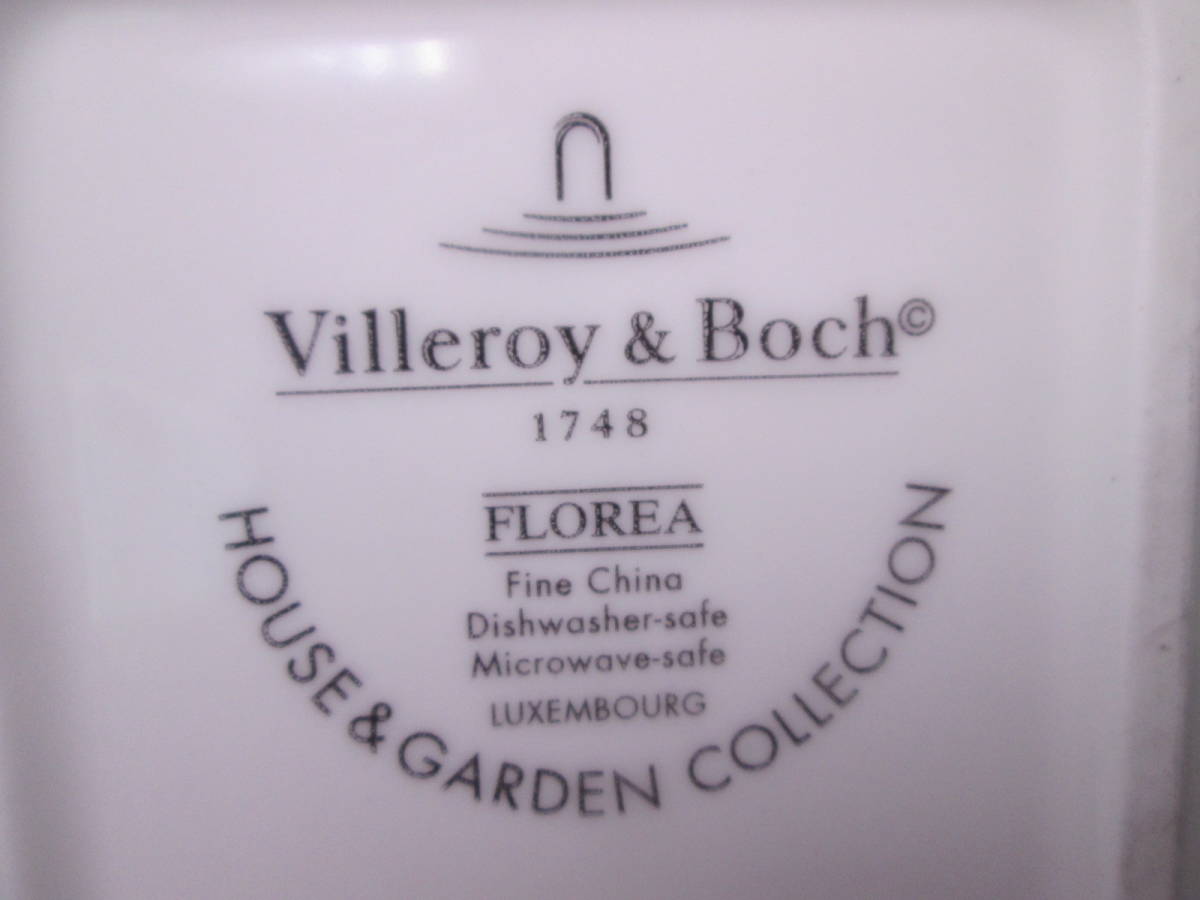 Villeroy & Boch©
1748
FLOREA
Fine China
Dishwasher-safe
Microwave-safe
LUXEMBOURG
HOUSE & GARDEN COLLECTION